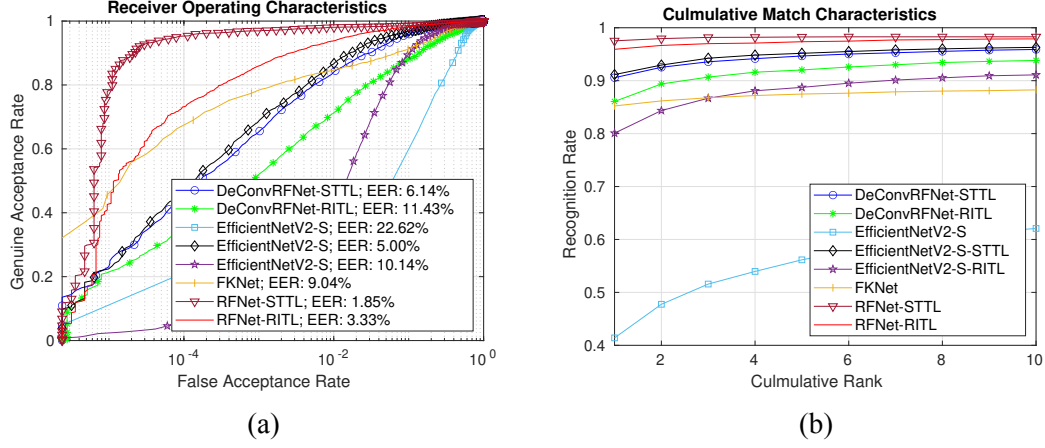 Receiver Operating Characteristics
1
0.8
0.6
0.4
0.2
0
Genuine Acceptance Rate
DeConvRFNet-STTL; EER: 6.14%
DeConvRFNet-RITL; EER: 11.43%
EfficientNetV2-S; EER: 22.62%
EfficientNetV2-S; EER: 5.00%
EfficientNetV2-S; EER: 10.14%
FKNet; EER: 9.04%
RFNet-STTL; EER: 1.85%
RFNet-RITL; EER: 3.33%
10^-4
10^-2
10^0
False Acceptance Rate
(a)
Culmulative Match Characteristics
1
0.9
0.8
0.7
0.6
0.5
0.4
Recognition Rate
DeConvRFNet-STTL
DeConvRFNet-RITL
EfficientNetV2-S
EfficientNetV2-S-STTL
EfficientNetV2-S-RITL
FKNet
RFNet-STTL
RFNet-RITL
2
4
6
8
10
Culmulative Rank
(b)